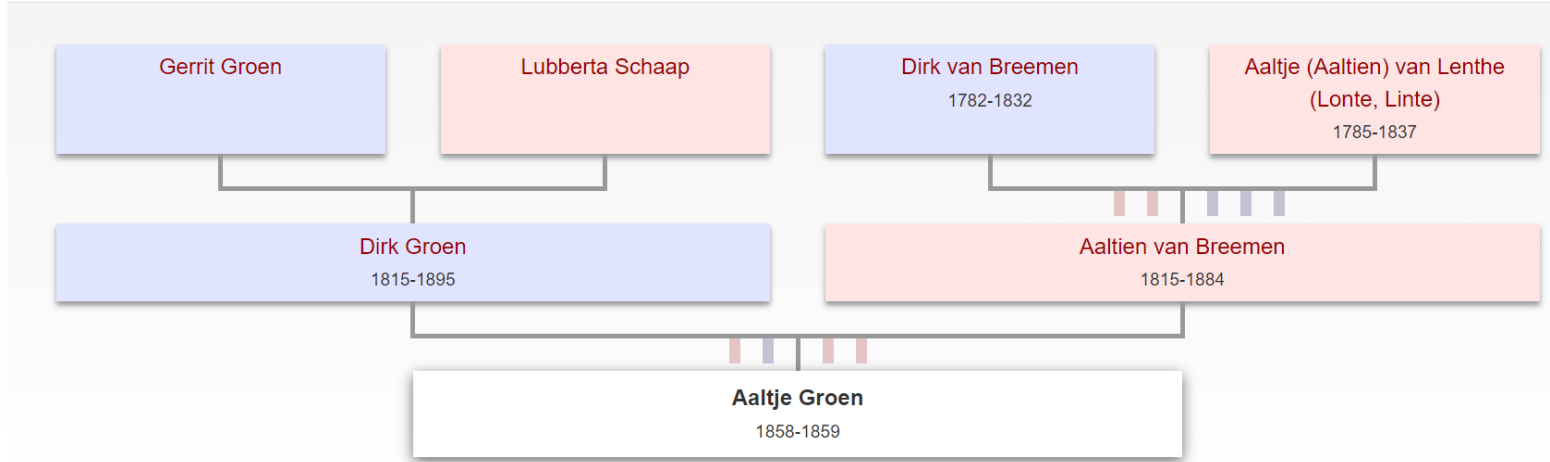 Gerrit Groen
Lubberta Schaap
Dirk van Breemen
1782-1832
Aaltje (Aaltien) van Lenthe
(Lonte, Linte)
1785-1837
Dirk Groen
1815-1895
Aaltien van Breemen
1815-1884
Aaltje Groen
1858-1859